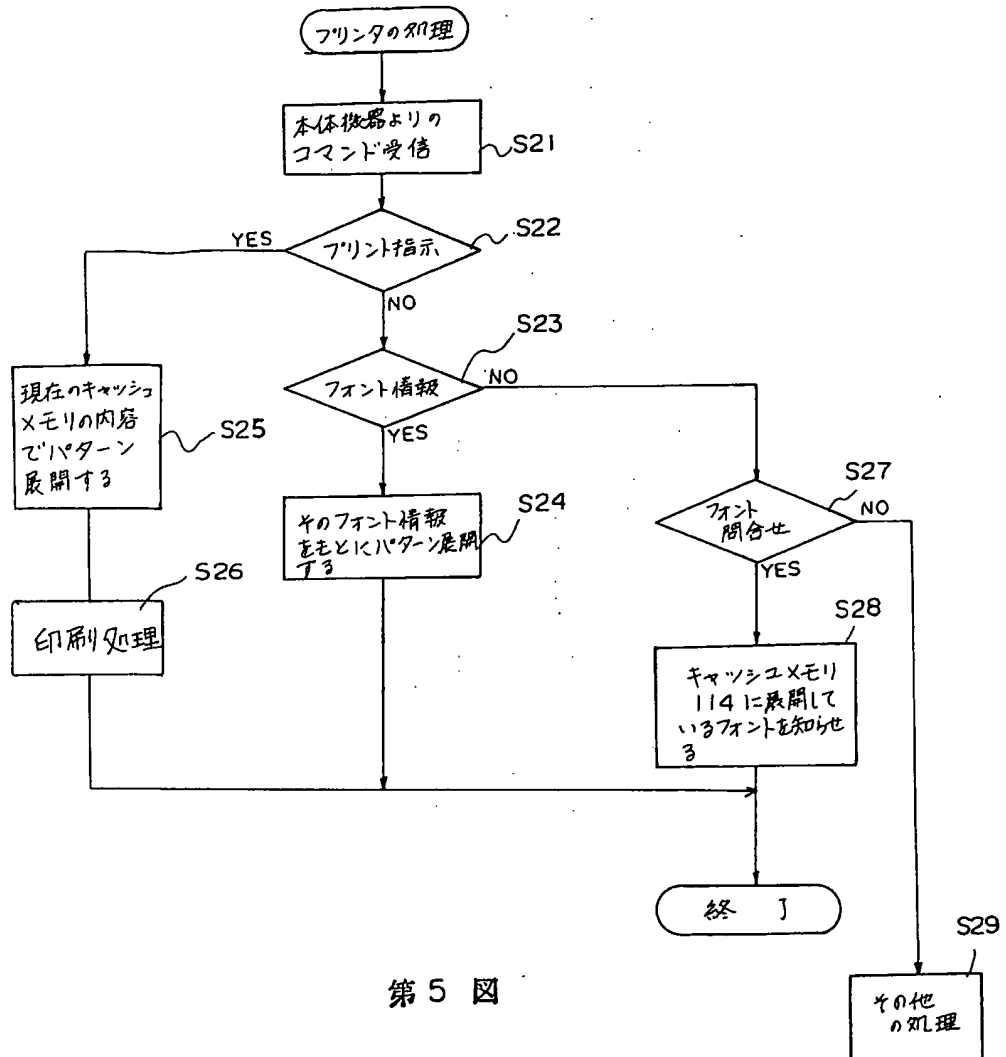 プリンタの処理
本体機器よりの
コマンド受信
S21
プリント指示
S22
YES
NO
フォント情報
S23
NO
YES
現在のキャッシュ
メモリの内容
でパターン
展開する
S25
そのフォント情報
をもとにパターン展開
する
S24
フォント
問合せ
S27
NO
YES
印刷処理
S26
キャッシュメモリ
114に展開して
いるフォントを知らせ
る
S28
終 了
その他
の処理
S29
第5図